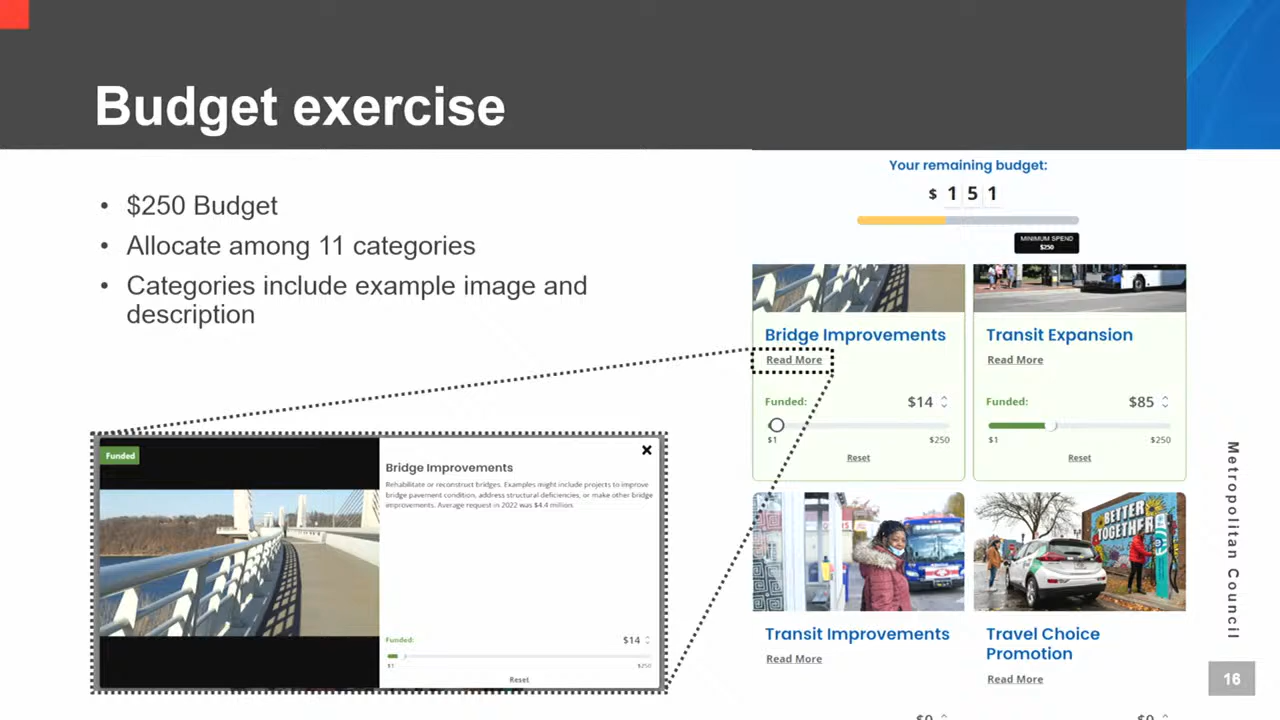 Budget exercise
• $250 Budget
• Allocate among 11 categories
• Categories include example image and
description
Your remaining budget:
$ 151
MINIMUM SPEND
$250
Bridge Improvements
Read More
Funded: $14
$1 $250
Reset
Transit Expansion
Read More
Funded: $85
$1 $250
Reset
Funded
Bridge Improvements
Rehabilitate or reconstruct bridges. Examples might include projects to improve
bridge pavement condition, address structural deficiencies, or make other bridge
improvements. Average request in 2022 was $4.4 million.
Funded: $14
$1 $250
Reset
BETTER
TOGETHER
Transit Improvements
Read More
Travel Choice
Promotion
Read More
$0 $0
Metropolitan Council
16